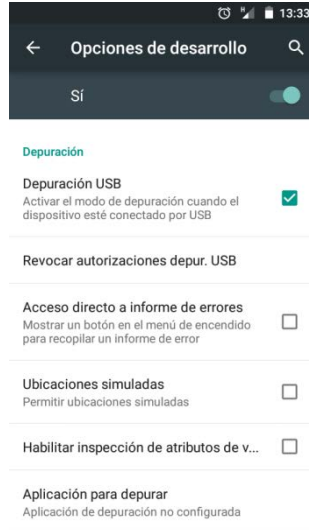 H 13:33
Opciones de desarrollo
Sí
Depuración
Depuración USB
Activar el modo de depuración cuando el
dispositivo esté conectado por USB
Revocar autorizaciones depur. USB
Acceso directo a informe de errores
Mostrar un botón en el menú de encendido
para recopilar un informe de error
Ubicaciones simuladas
Permitir ubicaciones simuladas
Habilitar inspección de atributos de v...
Aplicación para depurar
Aplicación de depuración no configurada